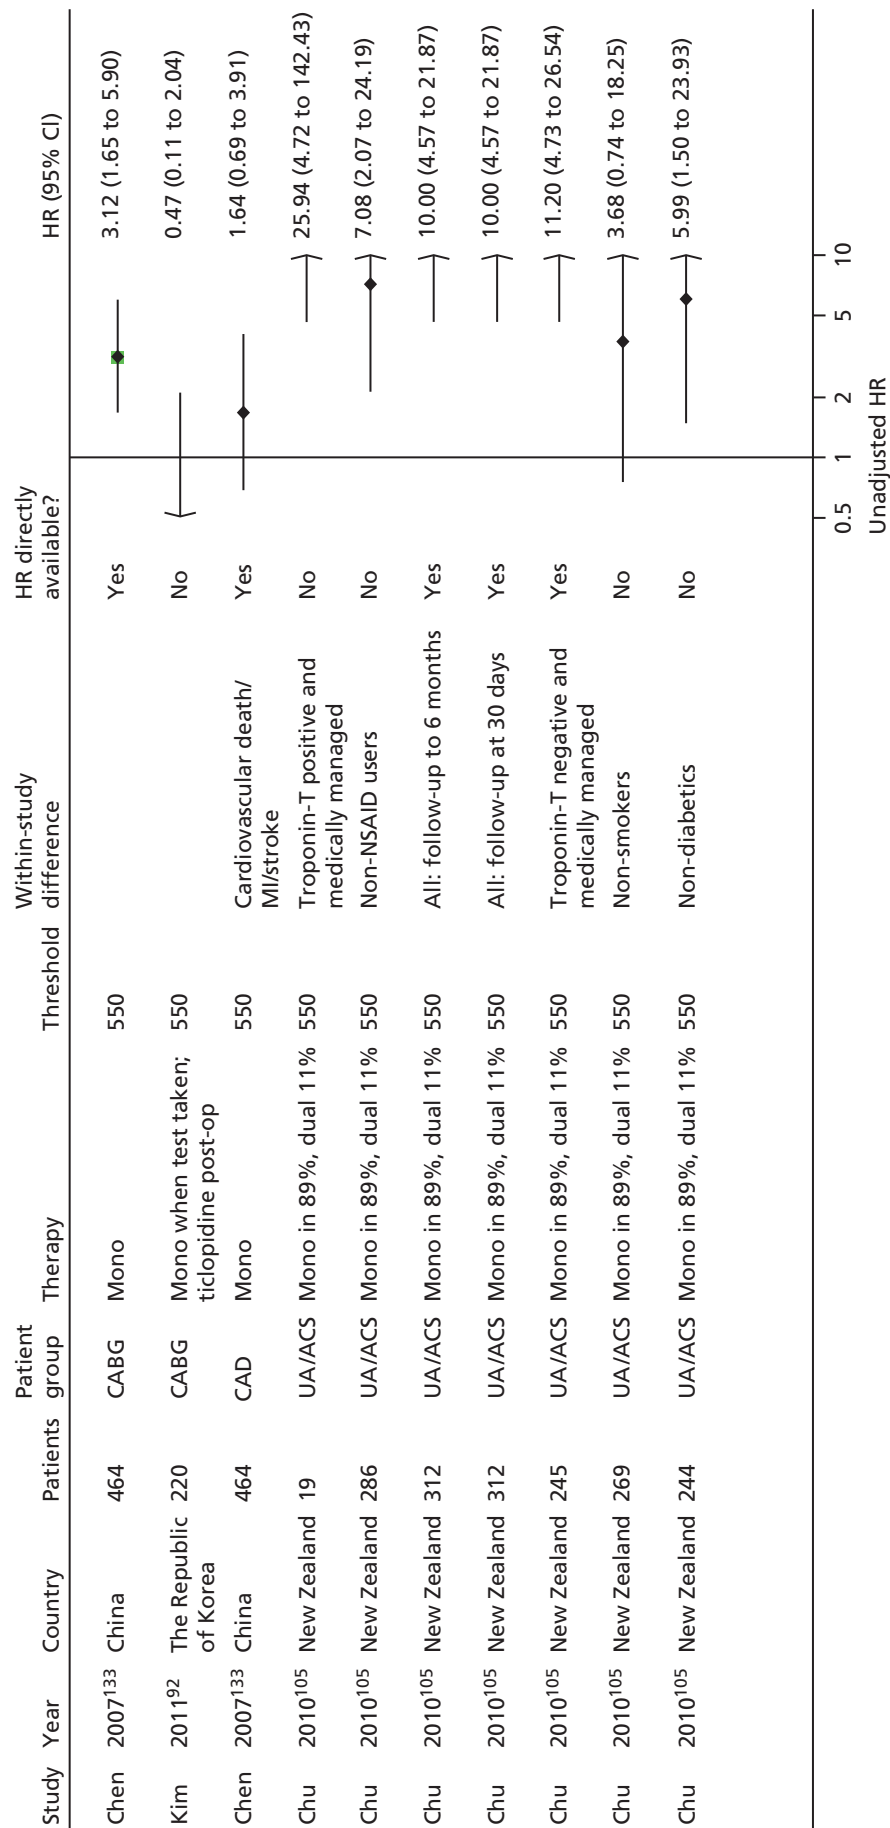 Study Year Country Patients Patient group Therapy Threshold Within-study difference HR directly available? HR (95% CI)
Chen 2007133 China 464 CABG Mono 550 Yes 3.12 (1.65 to 5.90)
Kim 201192 The Republic of Korea 220 CABG Mono when test taken; ticlopidine post-op 550 No 0.47 (0.11 to 2.04)
Chen 2007133 China 464 CAD Mono 550 Cardiovascular death/ MI/stroke Yes 1.64 (0.69 to 3.91)
Chu 2010105 New Zealand 19 UA/ACS Mono in 89%, dual 11% 550 Troponin-T positive and medically managed No 25.94 (4.72 to 142.43)
Chu 2010105 New Zealand 286 UA/ACS Mono in 89%, dual 11% 550 Non-NSAID users No 7.08 (2.07 to 24.19)
Chu 2010105 New Zealand 312 UA/ACS Mono in 89%, dual 11% 550 All: follow-up to 6 months Yes 10.00 (4.57 to 21.87)
Chu 2010105 New Zealand 312 UA/ACS Mono in 89%, dual 11% 550 All: follow-up at 30 days Yes 10.00 (4.57 to 21.87)
Chu 2010105 New Zealand 245 UA/ACS Mono in 89%, dual 11% 550 Troponin-T negative and medically managed Yes 11.20 (4.73 to 26.54)
Chu 2010105 New Zealand 269 UA/ACS Mono in 89%, dual 11% 550 Non-smokers No 3.68 (0.74 to 18.25)
Chu 2010105 New Zealand 244 UA/ACS Mono in 89%, dual 11% 550 Non-diabetics No 5.99 (1.50 to 23.93)
0.5 1 2 5 10
Unadjusted HR